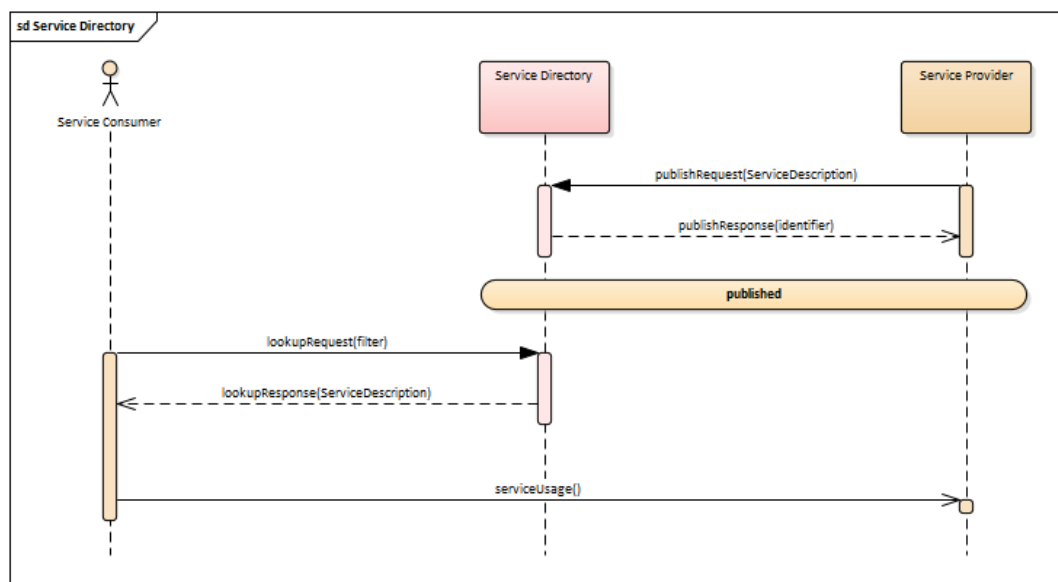 sd Service Directory
Service Consumer
Service Directory
Service Provider
publishRequest(ServiceDescription)
publishResponse(identifier)
published
lookupRequest(filter)
lookupResponse(ServiceDescription)
serviceUsage()